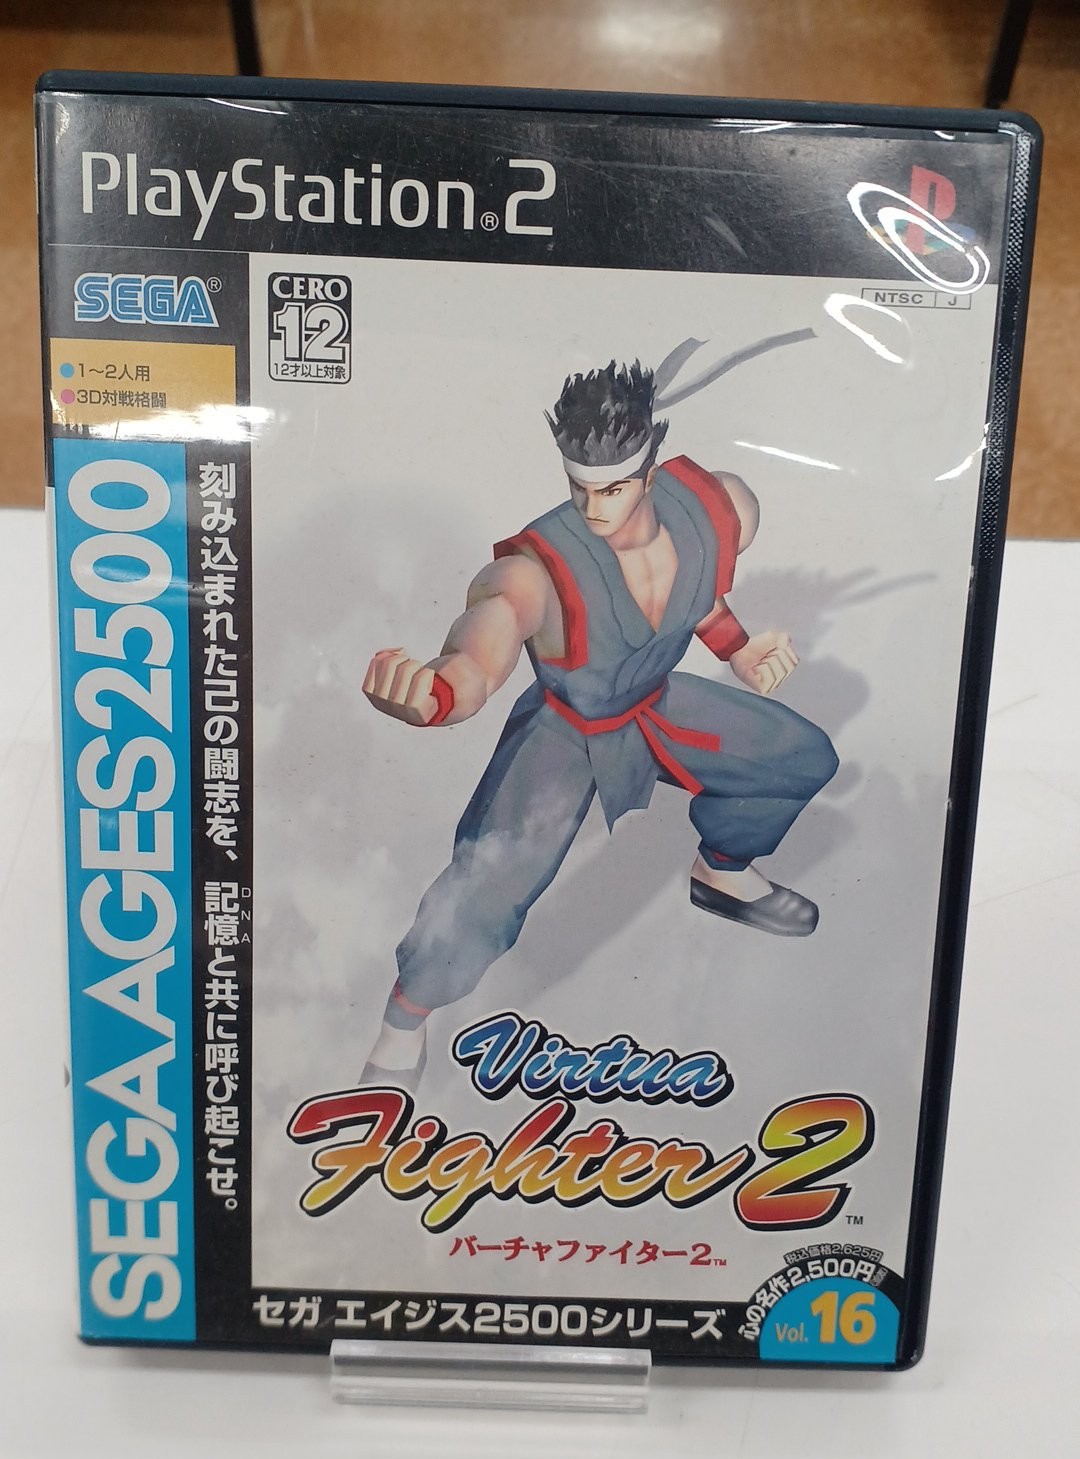 PlayStation®2
SEGA®
CERO
12
12才以上対象
NTSC J
1～2人用
3D対戦格闘
SEGA AGES 2500
刻み込まれた己の闘志を、記憶と共に呼び起こせ。
DNA
Virtua
Fighter 2™
バーチャファイター2™
税込価格2,625円
心の名作2,500円
Vol. 16
セガ エイジス2500シリーズ